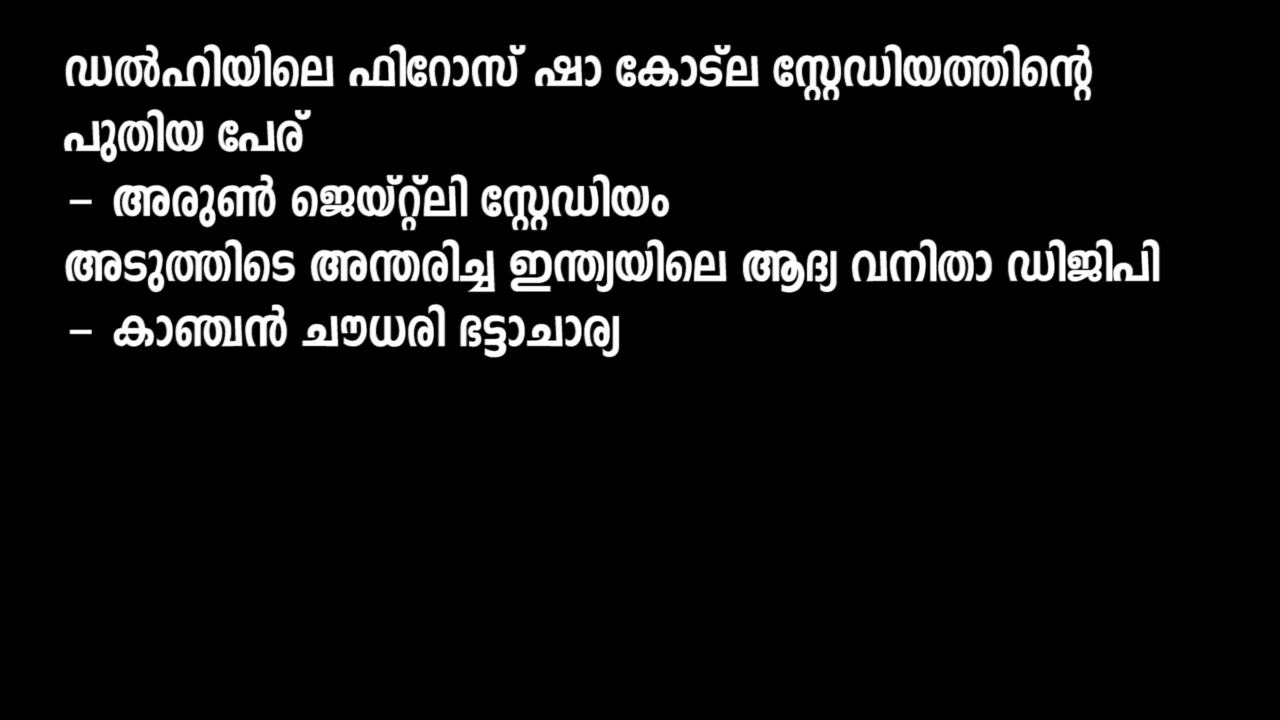 ഡൽഹിയിലെ ഫിറോസ് ഷാ കോട്ല സ്റ്റേഡിയത്തിന്റെ
പുതിയ പേര്
- അരുൺ ജെയ്റ്റ്ലി സ്റ്റേഡിയം
അടുത്തിടെ അന്തരിച്ച ഇന്ത്യയിലെ ആദ്യ വനിതാ ഡിജിപി
- കാഞ്ചൻ ചൗധരി ഭട്ടാചാര്യ